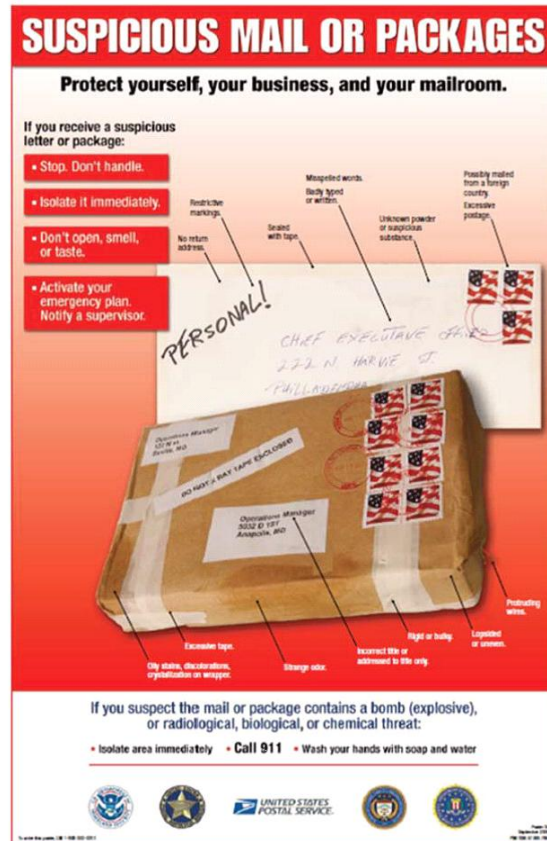 SUSPICIOUS MAIL OR PACKAGES
Protect yourself, your business, and your mailroom.
If you receive a suspicious
letter or package:
• Stop. Don't handle.
• Isolate it immediately.
• Don't open, smell,
or taste.
• Activate your
emergency plan.
Notify a supervisor.
No return
address.
Restrictive
markings.
Sealed
with tape.
Misspelled words.
Badly typed
or written.
Unknown powder
or suspicious
substance.
Possibly mailed
from a foreign
country.
Excessive
postage.
PERSONAL!
CHIEF EXECUTAVE
222 N. HARVIE
Operations Manager
DO NOT X RAY TAPE ENCLOSED
Operations Manager
Anapolis, MD
Oily stains, discolorations,
crystallization on wrapper.
Excessive tape.
Strange odor.
Incorrect title or
addressed to title only.
Rigid or bulky.
Lopsided
or uneven.
Protruding
wires.
If you suspect the mail or package contains a bomb (explosive),
or radiological, biological, or chemical threat:
• Isolate area immediately • Call 911 • Wash your hands with soap and water
UNITED STATES
POSTAL SERVICE